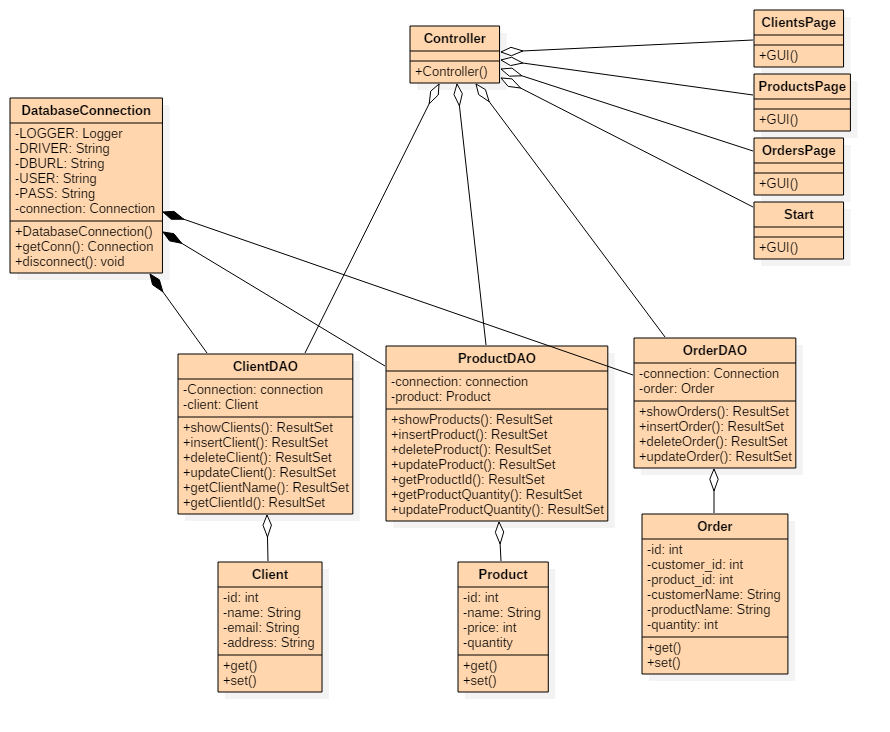 Controller
+Controller()
ClientsPage
+GUI()
ProductsPage
+GUI()
OrdersPage
+GUI()
Start
+GUI()
DatabaseConnection
-LOGGER: Logger
-DRIVER: String
-DBURL: String
-USER: String
-PASS: String
-connection: Connection
+DatabaseConnection()
+getConn(): Connection
+disconnect(): void
ClientDAO
-Connection: connection
-client: Client
+showClients(): ResultSet
+insertClient(): ResultSet
+deleteClient(): ResultSet
+updateClient(): ResultSet
+getClientName(): ResultSet
+getClientId(): ResultSet
ProductDAO
-connection: connection
-product: Product
+showProducts(): ResultSet
+insertProduct(): ResultSet
+deleteProduct(): ResultSet
+updateProduct(): ResultSet
+getProductId(): ResultSet
+getProductQuantity(): ResultSet
+updateProductQuantity(): ResultSet
OrderDAO
-connection: Connection
-order: Order
+showOrders(): ResultSet
+insertOrder(): ResultSet
+deleteOrder(): ResultSet
+updateOrder(): ResultSet
Client
-id: int
-name: String
-email: String
-address: String
+get()
+set()
Product
-id: int
-name: String
-price: int
-quantity
+get()
+set()
Order
-id: int
-customer_id: int
-product_id: int
-customerName: String
-productName: String
-quantity: int
+get()
+set()